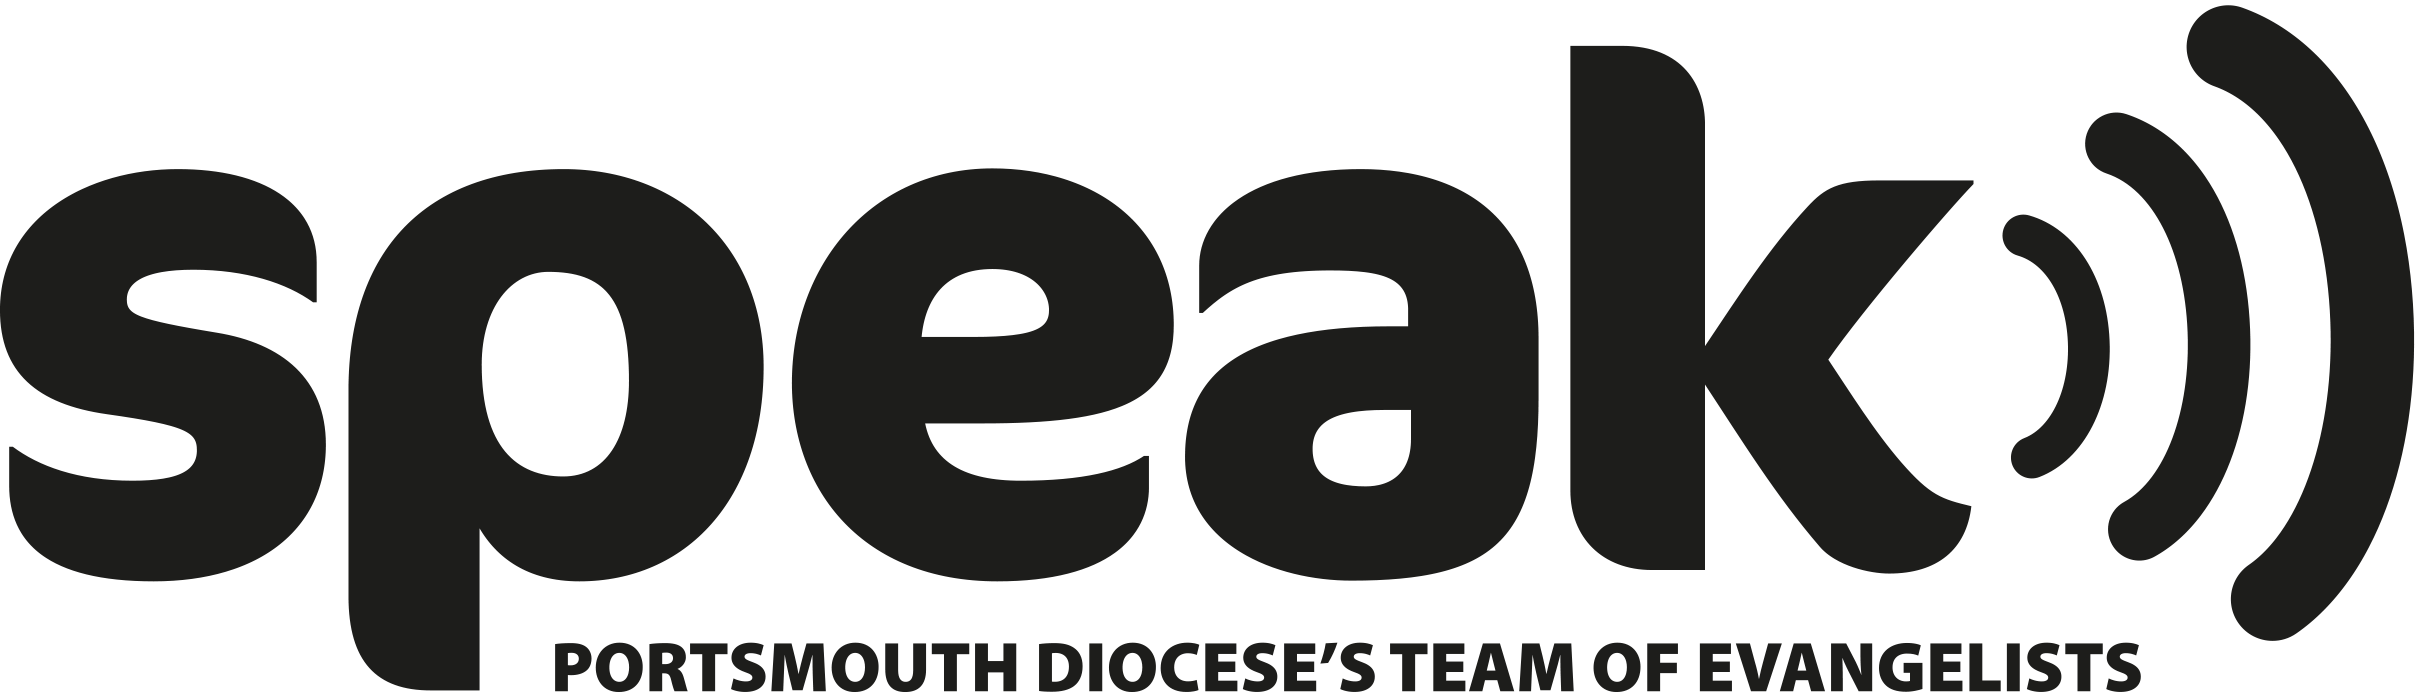 speak
PORTSMOUTH DIOCESE'S TEAM OF EVANGELISTS